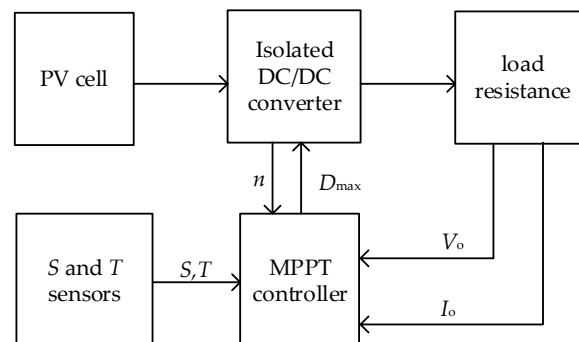 PV cell
Isolated
DC/DC
converter
load
resistance
n
Dmax
S and T
sensors
S,T
MPPT
controller
Vo
Io